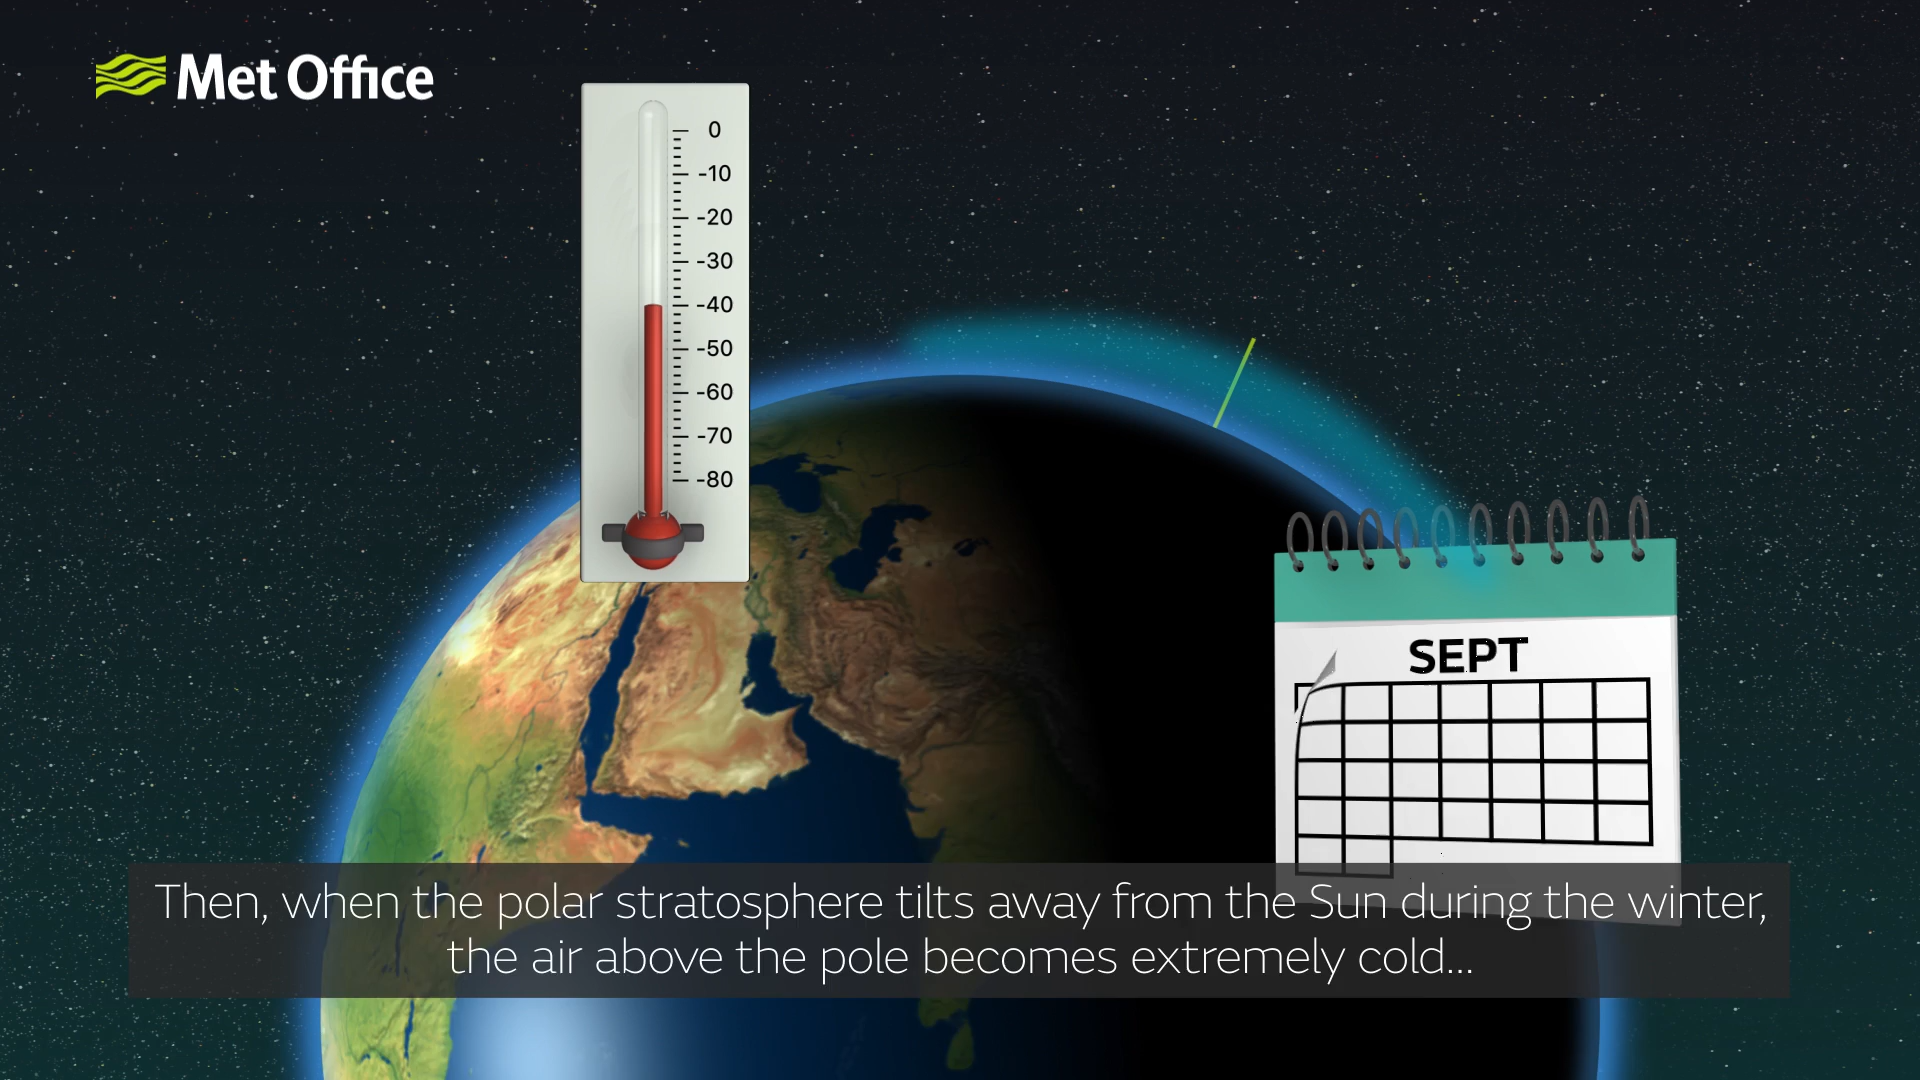 Met Office
0
-10
-20
-30
-40
-50
-60
-70
-80
SEPT
Then, when the polar stratosphere tilts away from the Sun during the winter,
the air above the pole becomes extremely cold...